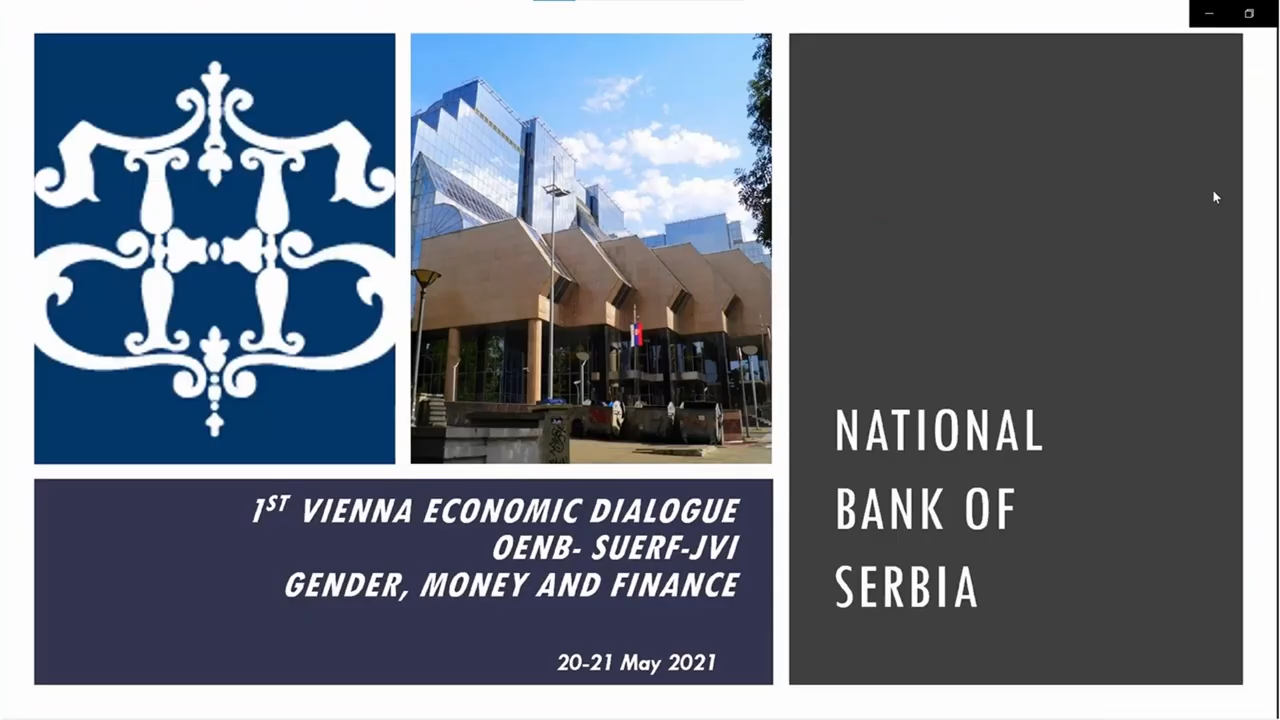 1ST VIENNA ECONOMIC DIALOGUE
OENB- SUERF-JVI
GENDER, MONEY AND FINANCE
20-21 May 2021
NATIONAL
BANK OF
SERBIA